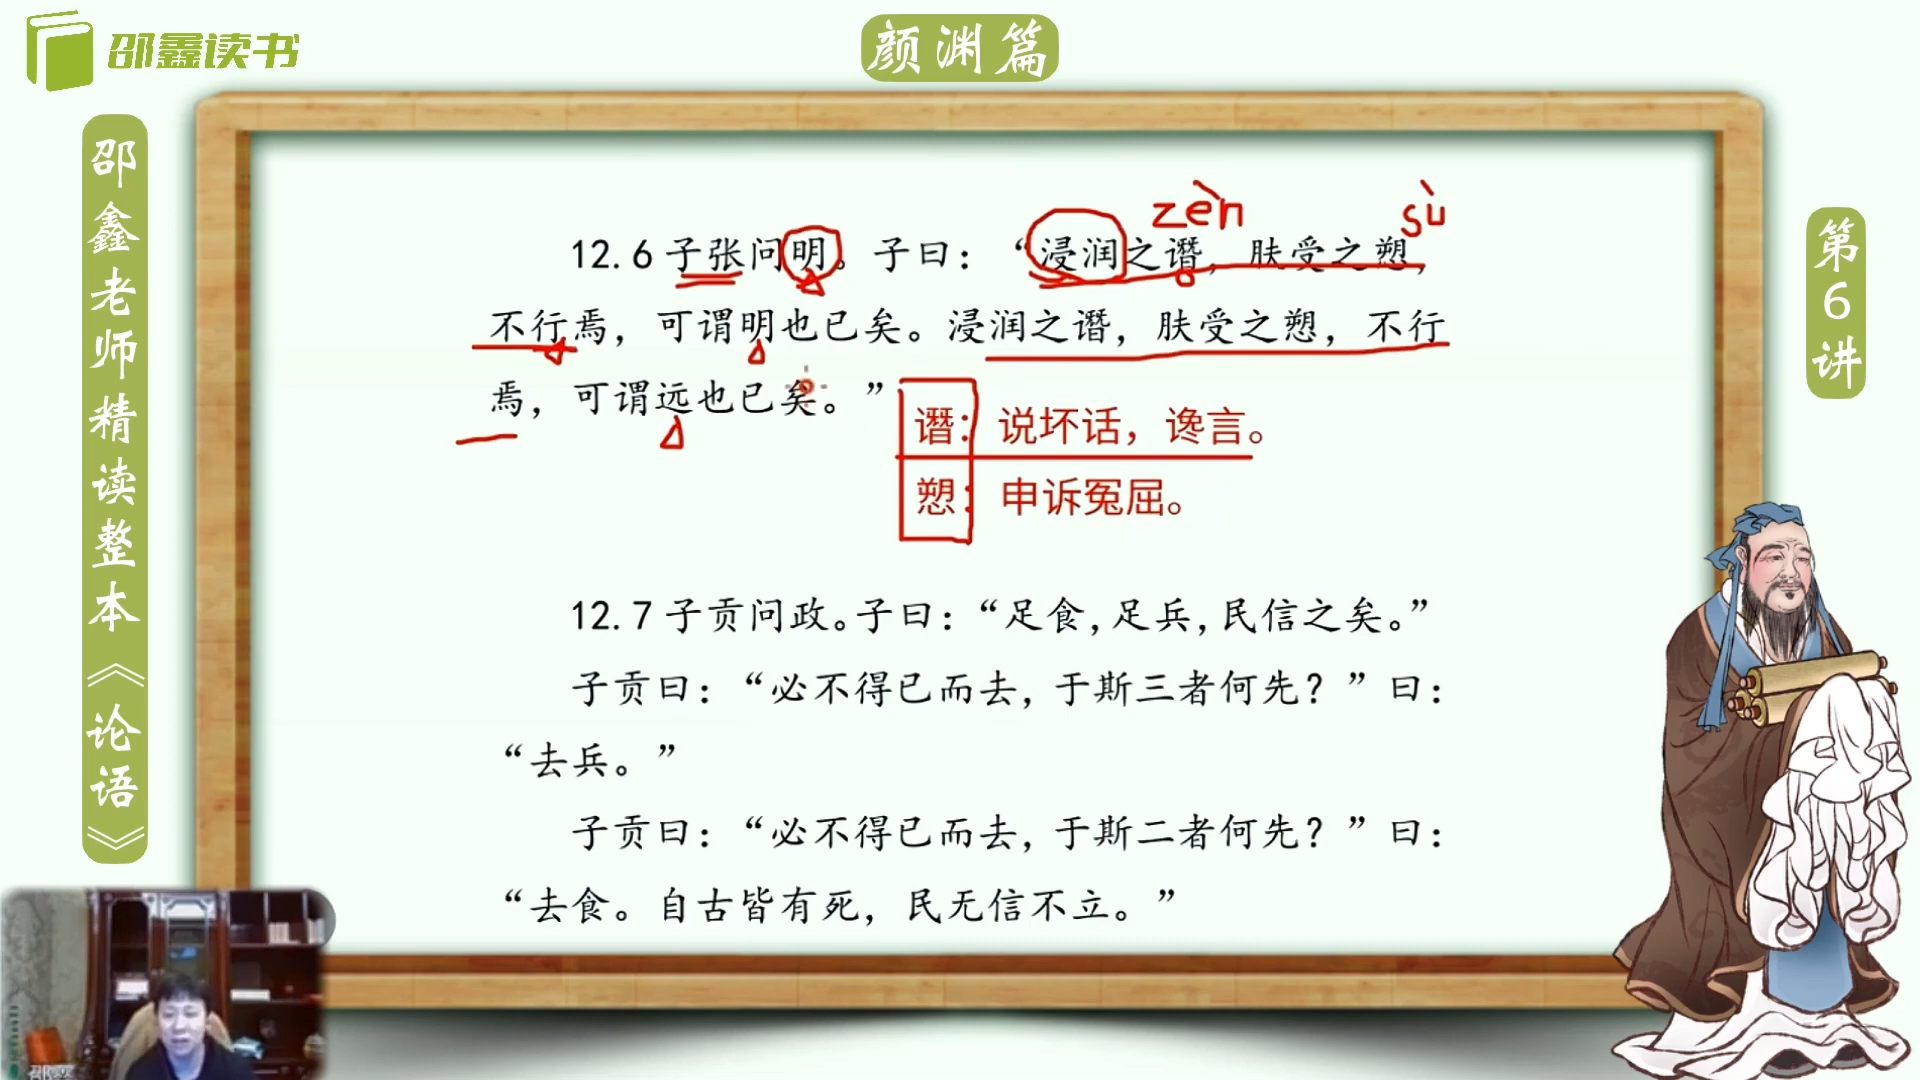 邵鑫读书
颜渊篇
邵鑫老师精读整本《论语》
第6讲
zèn
sù
12.6 子张问明。子曰：“浸润之谮，肤受之愬，
不行焉，可谓明也已矣。浸润之谮，肤受之愬，不行
焉，可谓远也已矣。”
谮：说坏话，谗言。
愬：申诉冤屈。
12.7 子贡问政。子曰：“足食，足兵，民信之矣。”
子贡曰：“必不得已而去，于斯三者何先？”曰：
“去兵。”
子贡曰：“必不得已而去，于斯二者何先？”曰：
“去食。自古皆有死，民无信不立。”